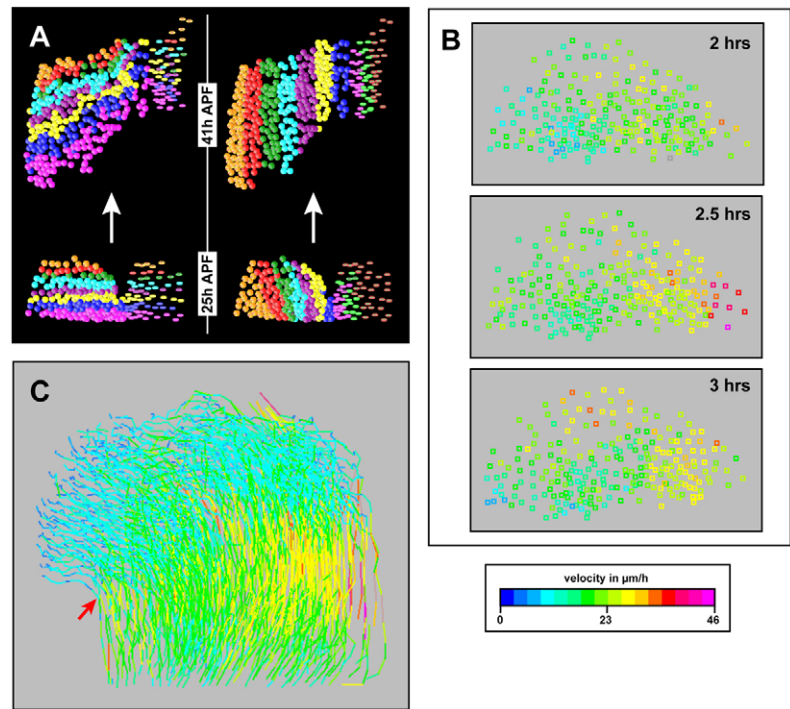 A
41h APF
25h APF
B
2 hrs
2.5 hrs
3 hrs
C
velocity in µm/h
0 23 46